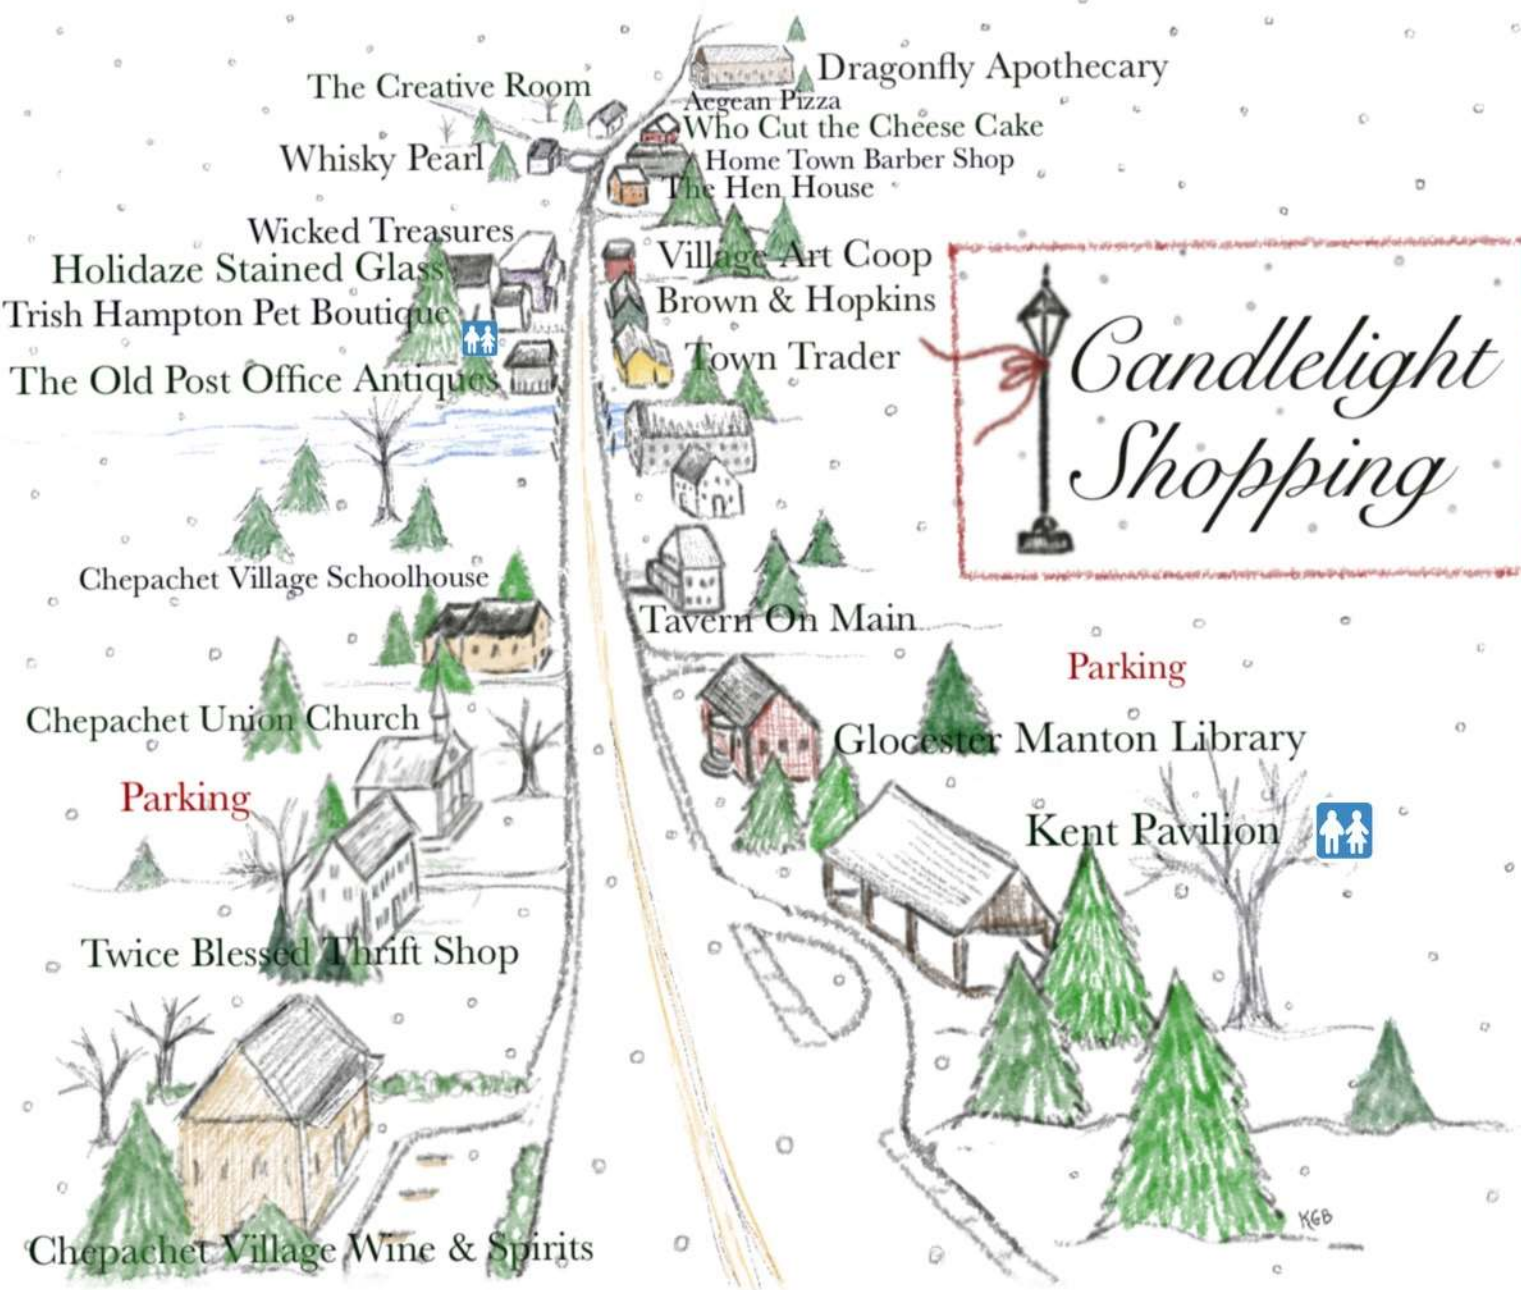 Dragonfly Apothecary
The Creative Room
Aegean Pizza
Who Cut the Cheese Cake
Whisky Pearl
Home Town Barber Shop
The Hen House
Wicked Treasures
Village Art Coop
Holidaze Stained Glass
Brown & Hopkins
Trish Hampton Pet Boutique
Town Trader
The Old Post Office Antiques
Candlelight
Shopping
Chepachet Village Schoolhouse
Tavern On Main
Parking
Chepachet Union Church
Glocester Manton Library
Parking
Kent Pavilion
Twice Blessed Thrift Shop
KGB
Chepachet Village Wine & Spirits